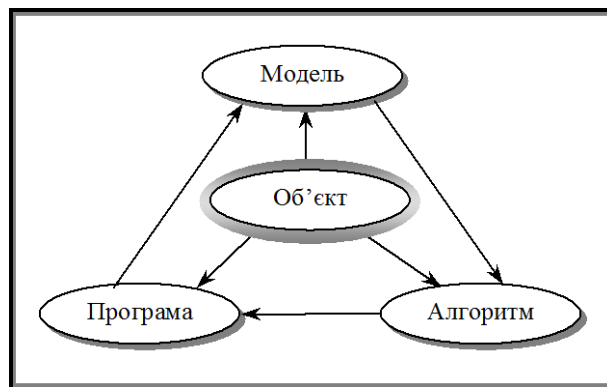 Модель
Об’єкт
Програма
Алгоритм